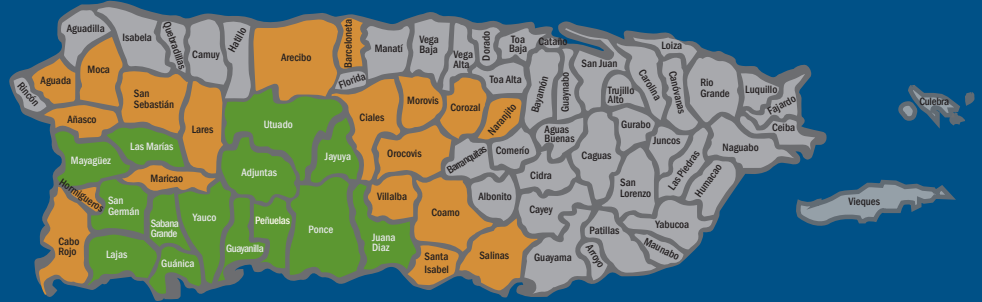 Aguadilla
Isabela
Quebradillas
Camuy
Hatillo
Arecibo
Barceloneta
Manatí
Vega
Baja
Vega
Alta
Dorado
Toa
Baja
Cataño
San Juan
Loiza
Rincón
Aguada
Moca
San
Sebastián
Lares
Utuado
Florida
Ciales
Morovis
Corozal
Naranjito
Toa Alta
Bayamón
Guaynabo
Trujillo
Alto
Carolina
Canóvanas
Rio
Grande
Luquillo
Fajardo
Ceiba
Culebra
Añasco
Mayagüez
Las Marías
Maricao
Adjuntas
Jayuya
Orocovis
Barranquitas
Comerío
Aguas
Buenas
Caguas
Gurabo
Juncos
Las Piedras
Naguabo
Humacao
Vieques
Hormigueros
San
Germán
Sabana
Grande
Yauco
Guayanilla
Peñuelas
Ponce
Villalba
Juana
Díaz
Coamo
Albonito
Cidra
Cayey
San
Lorenzo
Yabucoa
Cabo
Rojo
Lajas
Guánica
Santa
Isabel
Salinas
Guayama
Patillas
Arroyo
Maunabo